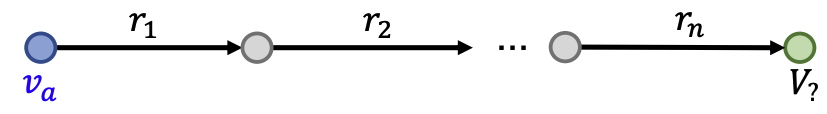 r₁ r₂ ... rₙ
vₐ V?